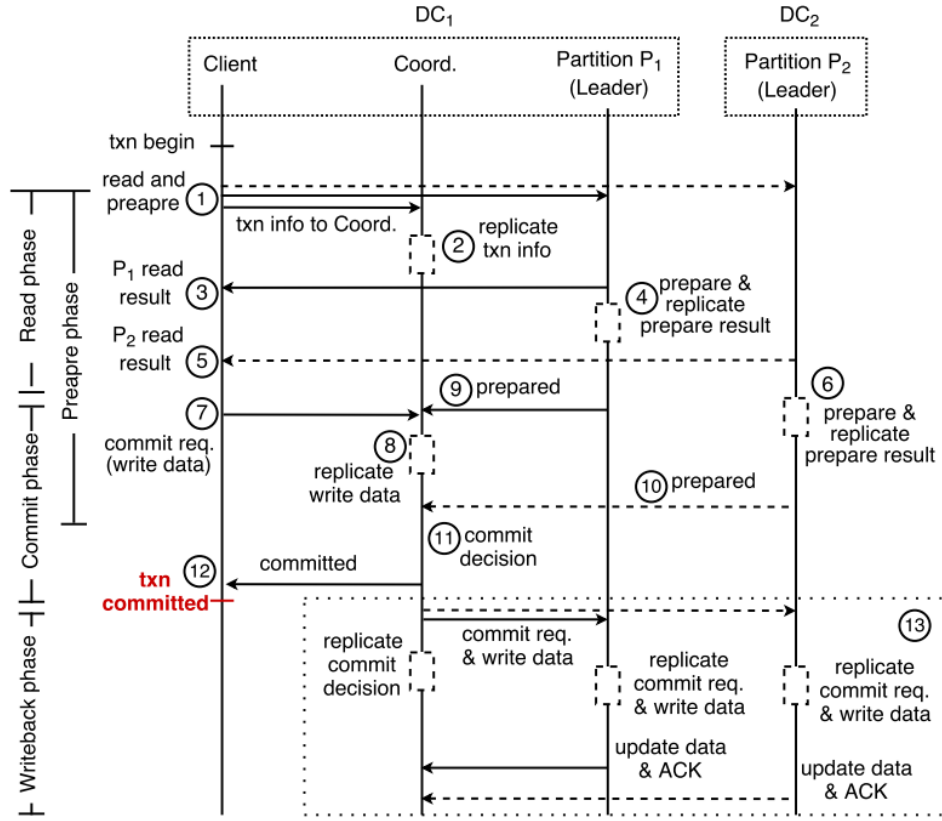 DC1
DC2
Client
Coord.
Partition P1
(Leader)
Partition P2
(Leader)
txn begin
read and
preapre
1
txn info to Coord.
2
replicate
txn info
P1 read
result
3
4
prepare &
replicate
prepare result
P2 read
result
5
6
prepare &
replicate
prepare result
7
commit req.
(write data)
9
prepared
8
replicate
write data
10
prepared
11
commit
decision
12
committed
txn
committed
13
commit req.
& write data
replicate
commit
decision
replicate
commit req.
& write data
replicate
commit req.
& write data
update data
& ACK
update data
& ACK
Read phase
Preapre phase
Commit phase
Writeback phase